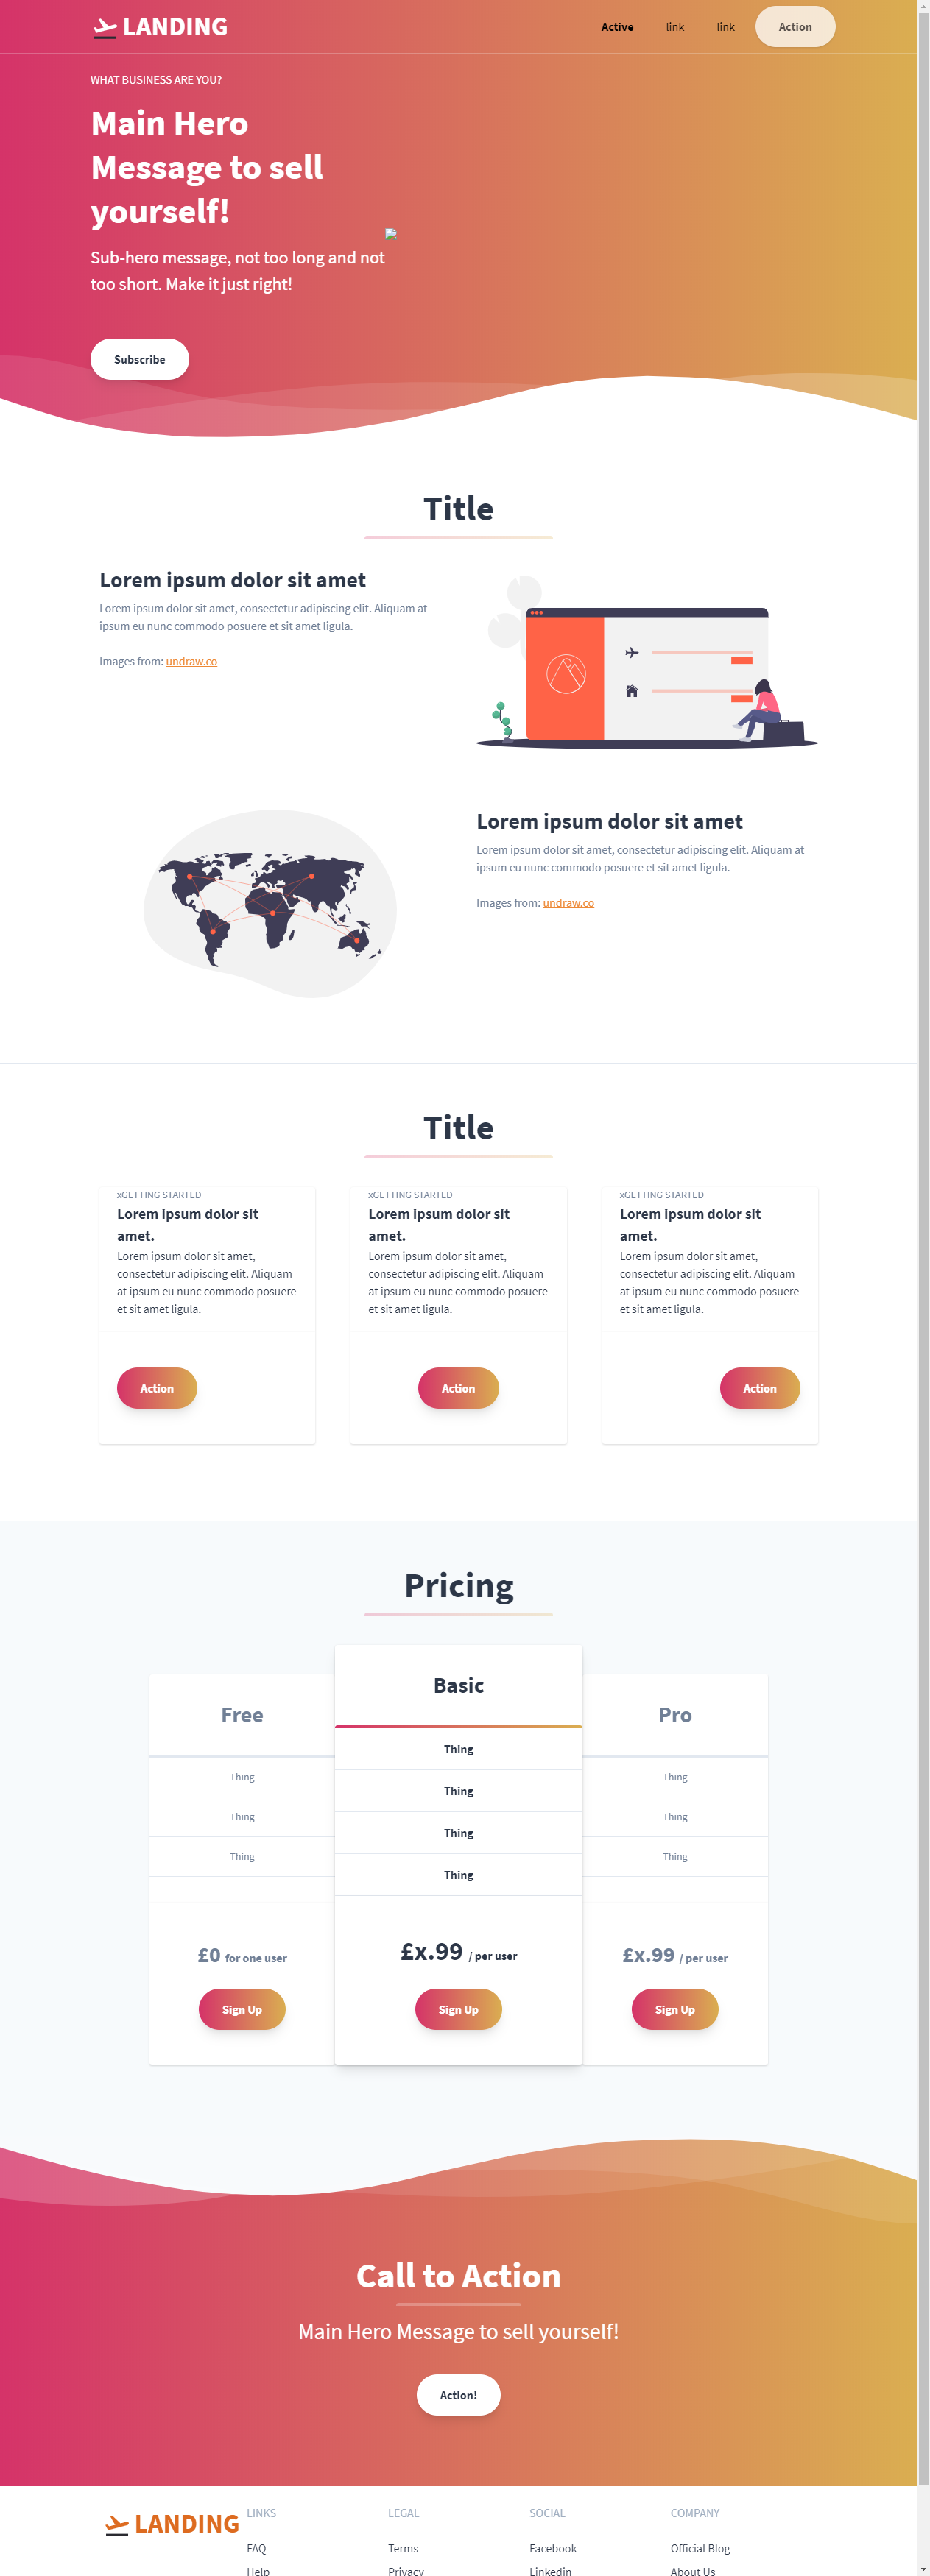 LANDING
Active link link Action
WHAT BUSINESS ARE YOU?
Main Hero
Message to sell
yourself!
Sub-hero message, not too long and not
too short. Make it just right!
Subscribe
Title
Lorem ipsum dolor sit amet
Lorem ipsum dolor sit amet, consectetur adipiscing elit. Aliquam at
ipsum eu nunc commodo posuere et sit amet ligula.
Images from: undraw.co
Lorem ipsum dolor sit amet
Lorem ipsum dolor sit amet, consectetur adipiscing elit. Aliquam at
ipsum eu nunc commodo posuere et sit amet ligula.
Images from: undraw.co
Title
xGETTING STARTED
Lorem ipsum dolor sit
amet.
Lorem ipsum dolor sit amet,
consectetur adipiscing elit. Aliquam
at ipsum eu nunc commodo posuere
et sit amet ligula.
Action
xGETTING STARTED
Lorem ipsum dolor sit
amet.
Lorem ipsum dolor sit amet,
consectetur adipiscing elit. Aliquam
at ipsum eu nunc commodo posuere
et sit amet ligula.
Action
xGETTING STARTED
Lorem ipsum dolor sit
amet.
Lorem ipsum dolor sit amet,
consectetur adipiscing elit. Aliquam
at ipsum eu nunc commodo posuere
et sit amet ligula.
Action
Pricing
Free
Thing
Thing
Thing
£0 for one user
Sign Up
Basic
Thing
Thing
Thing
Thing
£x.99 / per user
Sign Up
Pro
Thing
Thing
Thing
£x.99 / per user
Sign Up
Call to Action
Main Hero Message to sell yourself!
Action!
LANDING
LINKS
FAQ
Help
LEGAL
Terms
Privacy
SOCIAL
Facebook
Linkedin
COMPANY
Official Blog
About Us